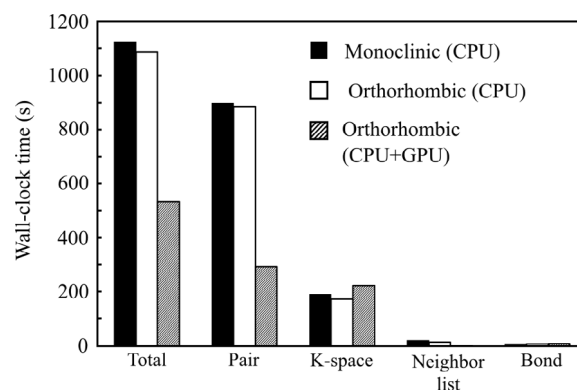 1200
1000
800
600
400
200
0
Wall-clock time (s)
Monoclinic (CPU)
Orthorhombic (CPU)
Orthorhombic
(CPU+GPU)
Total
Pair
K-space
Neighbor
list
Bond